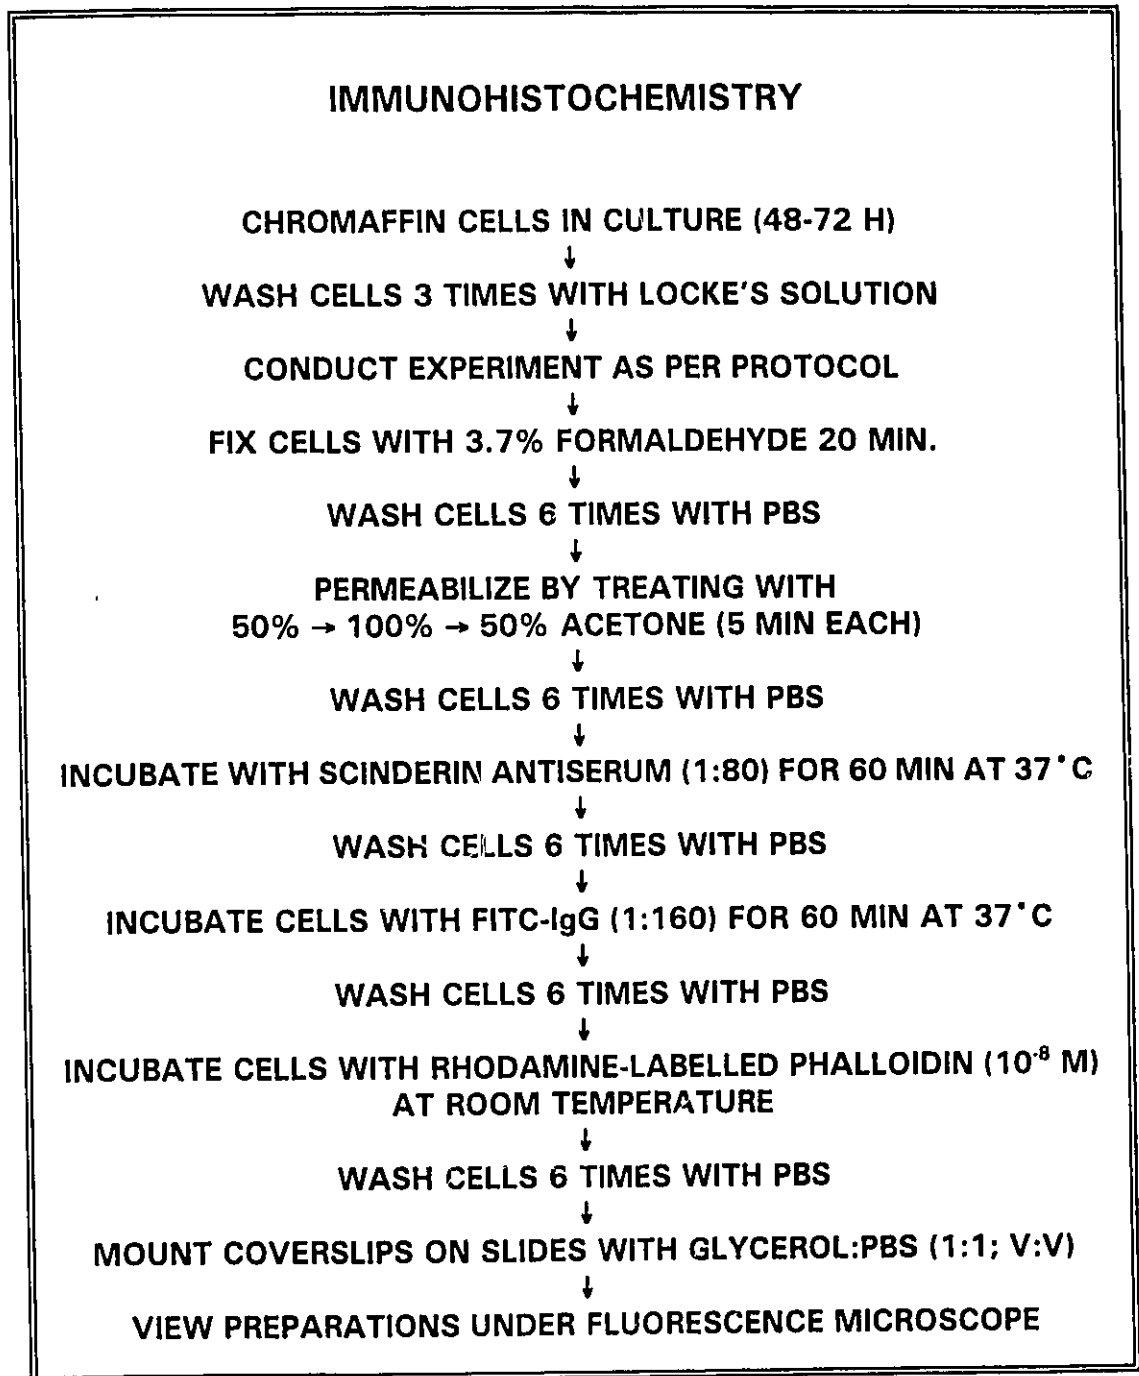 IMMUNOHISTOCHEMISTRY
CHROMAFFIN CELLS IN CULTURE (48-72 H)
↓
WASH CELLS 3 TIMES WITH LOCKE'S SOLUTION
↓
CONDUCT EXPERIMENT AS PER PROTOCOL
↓
FIX CELLS WITH 3.7% FORMALDEHYDE 20 MIN.
↓
WASH CELLS 6 TIMES WITH PBS
↓
PERMEABILIZE BY TREATING WITH
50% → 100% → 50% ACETONE (5 MIN EACH)
↓
WASH CELLS 6 TIMES WITH PBS
↓
INCUBATE WITH SCINDERIN ANTISERUM (1:80) FOR 60 MIN AT 37°C
↓
WASH CELLS 6 TIMES WITH PBS
↓
INCUBATE CELLS WITH FITC-IgG (1:160) FOR 60 MIN AT 37°C
↓
WASH CELLS 6 TIMES WITH PBS
↓
INCUBATE CELLS WITH RHODAMINE-LABELLED PHALLOIDIN (10⁻⁸ M)
AT ROOM TEMPERATURE
↓
WASH CELLS 6 TIMES WITH PBS
↓
MOUNT COVERSLIPS ON SLIDES WITH GLYCEROL:PBS (1:1; V:V)
↓
VIEW PREPARATIONS UNDER FLUORESCENCE MICROSCOPE